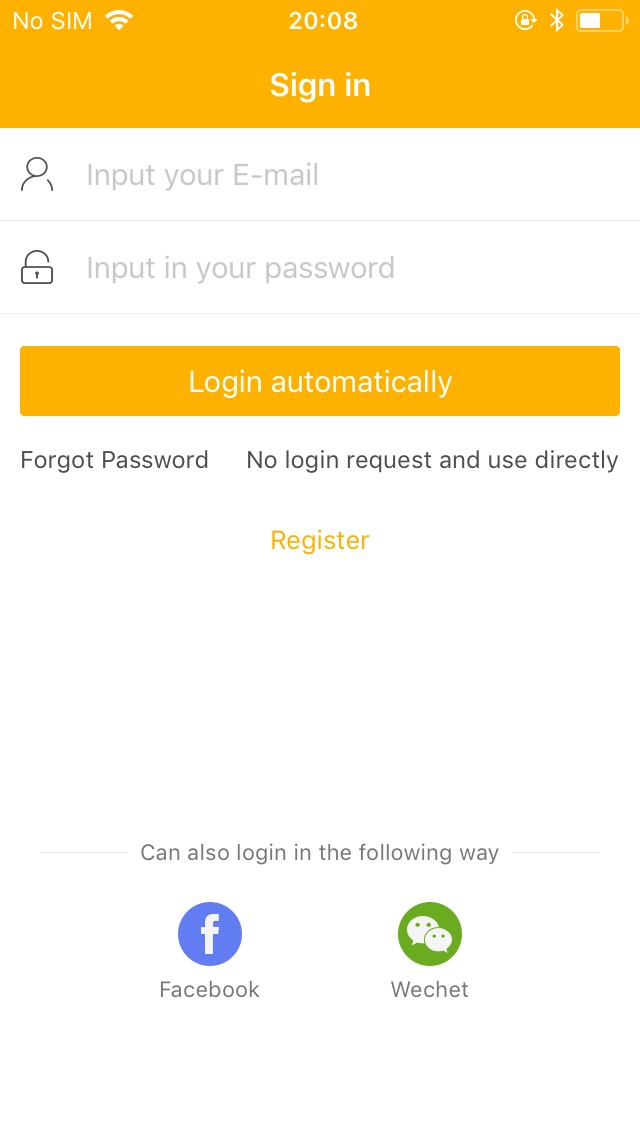 No SIM 20:08
Sign in
Input your E-mail
Input in your password
Login automatically
Forgot Password No login request and use directly
Register
Can also login in the following way
Facebook Wechet